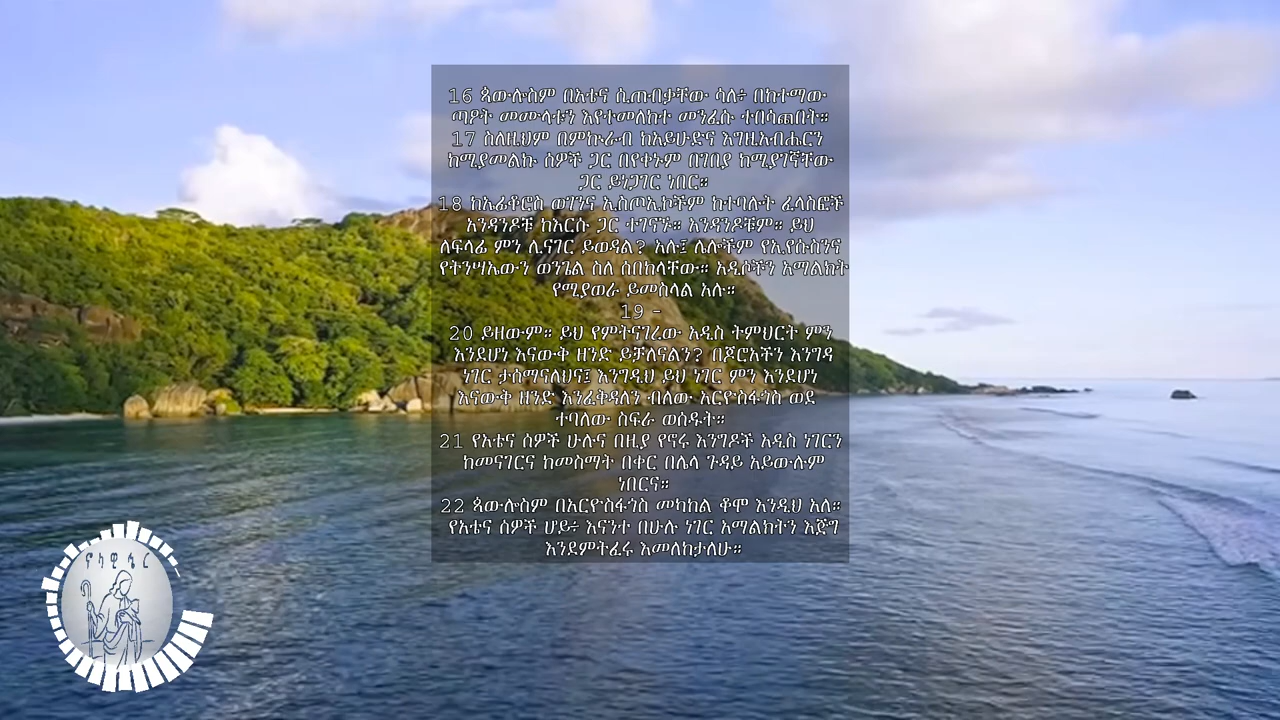 16 ጳውሎስም በአቴና ሲጠብቃቸው ሳለ፥ በከተማው
ጣዖት መሙላቱን እየተመለከተ መንፈሱ ተበሳጨበት።
17 ስለዚህም በምኲራብ ከአይሁድና እግዚአብሔርን
ከሚያመልኩ ሰዎች ጋር በየቀኑም በገበያ ከሚያገኛቸው
ጋር ይነጋገር ነበር።
18 ከኤፊቆሮስ ወገንና ኢስጦኢኮችም ከተባሉት ፈላስፎች
አንዳንዶቹ ከእርሱ ጋር ተገናኙ። አንዳንዶቹም። ይህ
ለፍላፊ ምን ሊናገር ይወዳል? አሉ፤ ሌሎችም የኢየሱስንና
የትንሣኤውን ወንጌል ስለ ሰበከላቸው። አዲሶችን አማልክት
የሚያወራ ይመስላል አሉ።
19 -
20 ይዘውም። ይህ የምትናገረው አዲስ ትምህርት ምን
እንደሆነ እናውቅ ዘንድ ይቻለናልን? በጆሮአችን እንግዳ
ነገር ታሰማናለህና፤ እንግዲህ ይህ ነገር ምን እንደሆነ
እናውቅ ዘንድ እንፈቅዳለን ብለው አርዮስፋጎስ ወደ
ተባለው ስፍራ ወሰዱት።
21 የአቴና ሰዎች ሁሉና በዚያ የኖሩ እንግዶች አዲስ ነገርን
ከመናገርና ከመስማት በቀር በሌላ ጉዳይ አይውሉም
ነበርና።
22 ጳውሎስም በአርዮስፋጎስ መካከል ቆሞ እንዲህ አለ።
የአቴና ሰዎች ሆይ፥ እናንተ በሁሉ ነገር አማልክትን እጅግ
እንደምትፈሩ እመለከታለሁ።